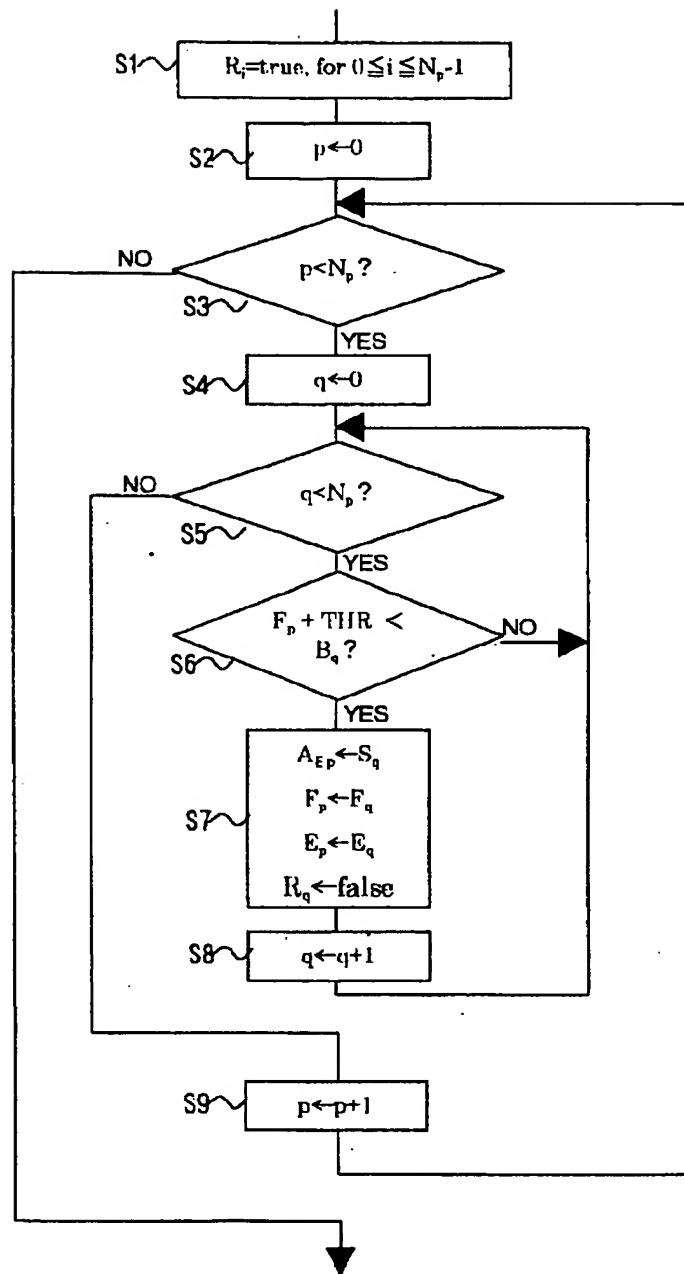 S1
R_i=true, for 0≦i≦N_p-1
S2
p←0
NO
p<N_p?
S3
YES
S4
q←0
NO
q<N_p?
S5
YES
F_p + THR <
B_q?
NO
S6
YES
A_Ep←S_q
F_p←F_q
S7
E_p←E_q
R_q←false
S8
q←q+1
S9
p←p+1